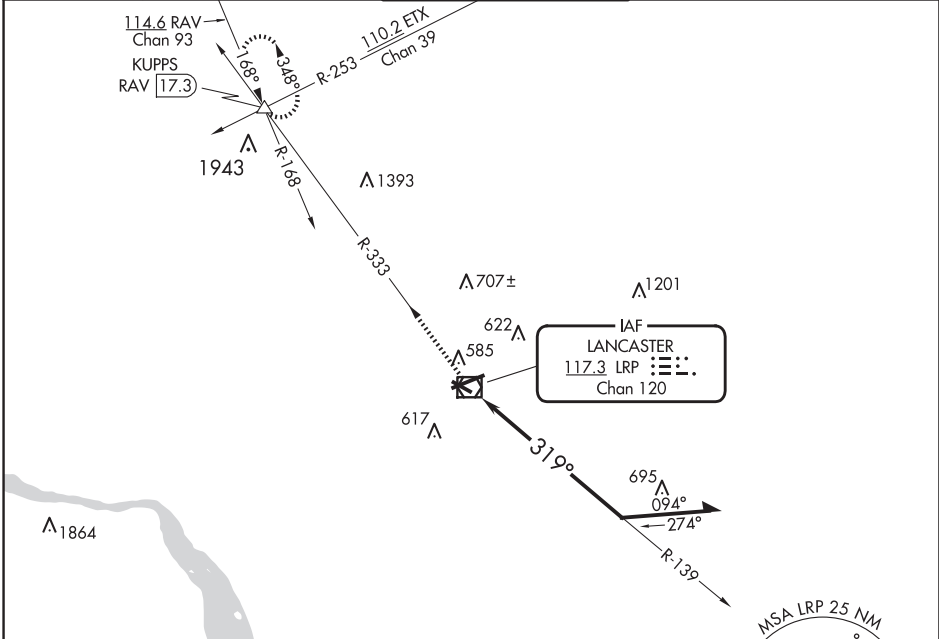 114.6 RAV
Chan 93
KUPPS
RAV 17.3
168°
348°
R-253
110.2 ETX
Chan 39
1943
R-168
1393
R-333
707±
1201
622
585
IAF
LANCASTER
117.3 LRP
Chan 120
617
319°
695
094°
274°
1864
R-139
MSA LRP 25 NM